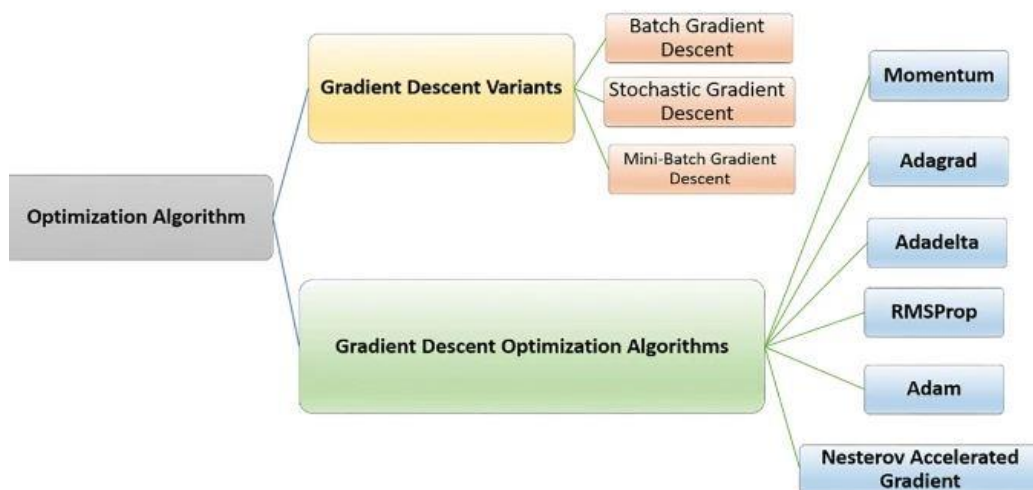 Optimization Algorithm
Gradient Descent Variants
Batch Gradient
Descent
Stochastic Gradient
Descent
Mini-Batch Gradient
Descent
Gradient Descent Optimization Algorithms
Momentum
Adagrad
Adadelta
RMSProp
Adam
Nesterov Accelerated
Gradient